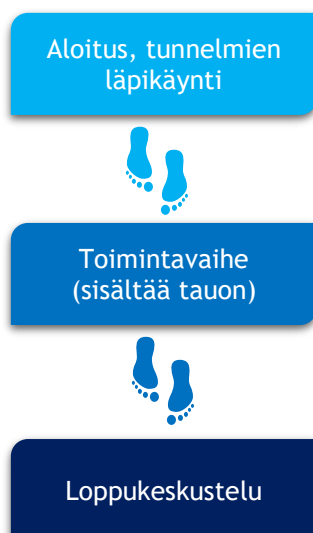 Aloitus, tunnelmien
läpikäynti
Toimintavaihe
(sisältää tauon)
Loppukeskustelu